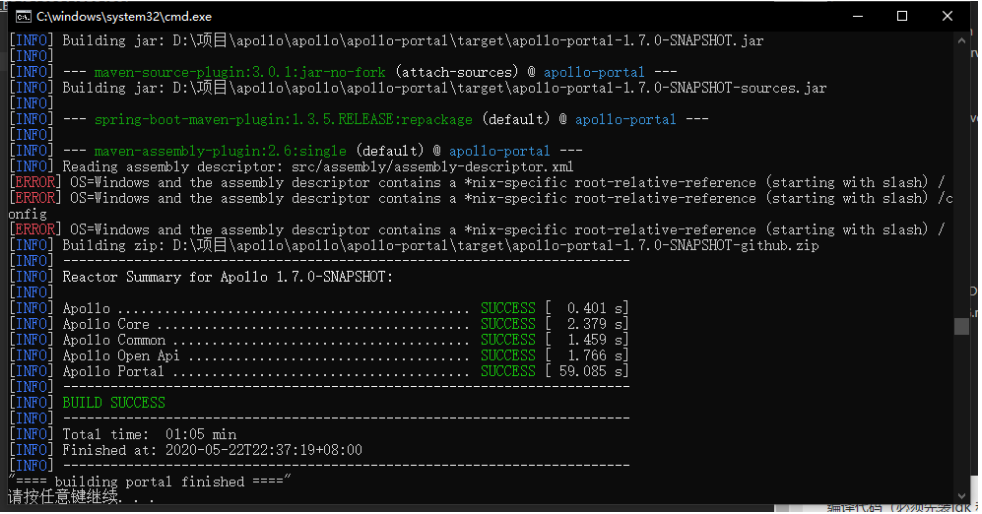 C:\windows\system32\cmd.exe
[INFO] Building jar: D:\项目\apollo\apollo\apollo-portal\target\apollo-portal-1.7.0-SNAPSHOT.jar
[INFO]
[INFO] --- maven-source-plugin:3.0.1:jar-no-fork (attach-sources) @ apollo-portal ---
[INFO] Building jar: D:\项目\apollo\apollo\apollo-portal\target\apollo-portal-1.7.0-SNAPSHOT-sources.jar
[INFO]
[INFO] --- spring-boot-maven-plugin:1.3.5.RELEASE:repackage (default) @ apollo-portal ---
[INFO]
[INFO] --- maven-assembly-plugin:2.6:single (default) @ apollo-portal ---
[INFO] Reading assembly descriptor: src/assembly/assembly-descriptor.xml
[ERROR] OS=Windows and the assembly descriptor contains a *nix-specific root-relative-reference (starting with slash) /
[ERROR] OS=Windows and the assembly descriptor contains a *nix-specific root-relative-reference (starting with slash) /c
onfig
[ERROR] OS=Windows and the assembly descriptor contains a *nix-specific root-relative-reference (starting with slash) /
[INFO] Building zip: D:\项目\apollo\apollo\apollo-portal\target\apollo-portal-1.7.0-SNAPSHOT-github.zip
[INFO] ------------------------------------------------------------------------
[INFO] Reactor Summary for Apollo 1.7.0-SNAPSHOT:
[INFO]
[INFO] Apollo ............................................. SUCCESS [  0.401 s]
[INFO] Apollo Core ........................................ SUCCESS [  2.379 s]
[INFO] Apollo Common ...................................... SUCCESS [  1.459 s]
[INFO] Apollo Open Api .................................... SUCCESS [  1.766 s]
[INFO] Apollo Portal ...................................... SUCCESS [ 59.085 s]
[INFO] ------------------------------------------------------------------------
[INFO] BUILD SUCCESS
[INFO] ------------------------------------------------------------------------
[INFO] Total time:  01:05 min
[INFO] Finished at: 2020-05-22T22:37:19+08:00
[INFO] ------------------------------------------------------------------------
"==== building portal finished ===="
请按任意键继续. . .